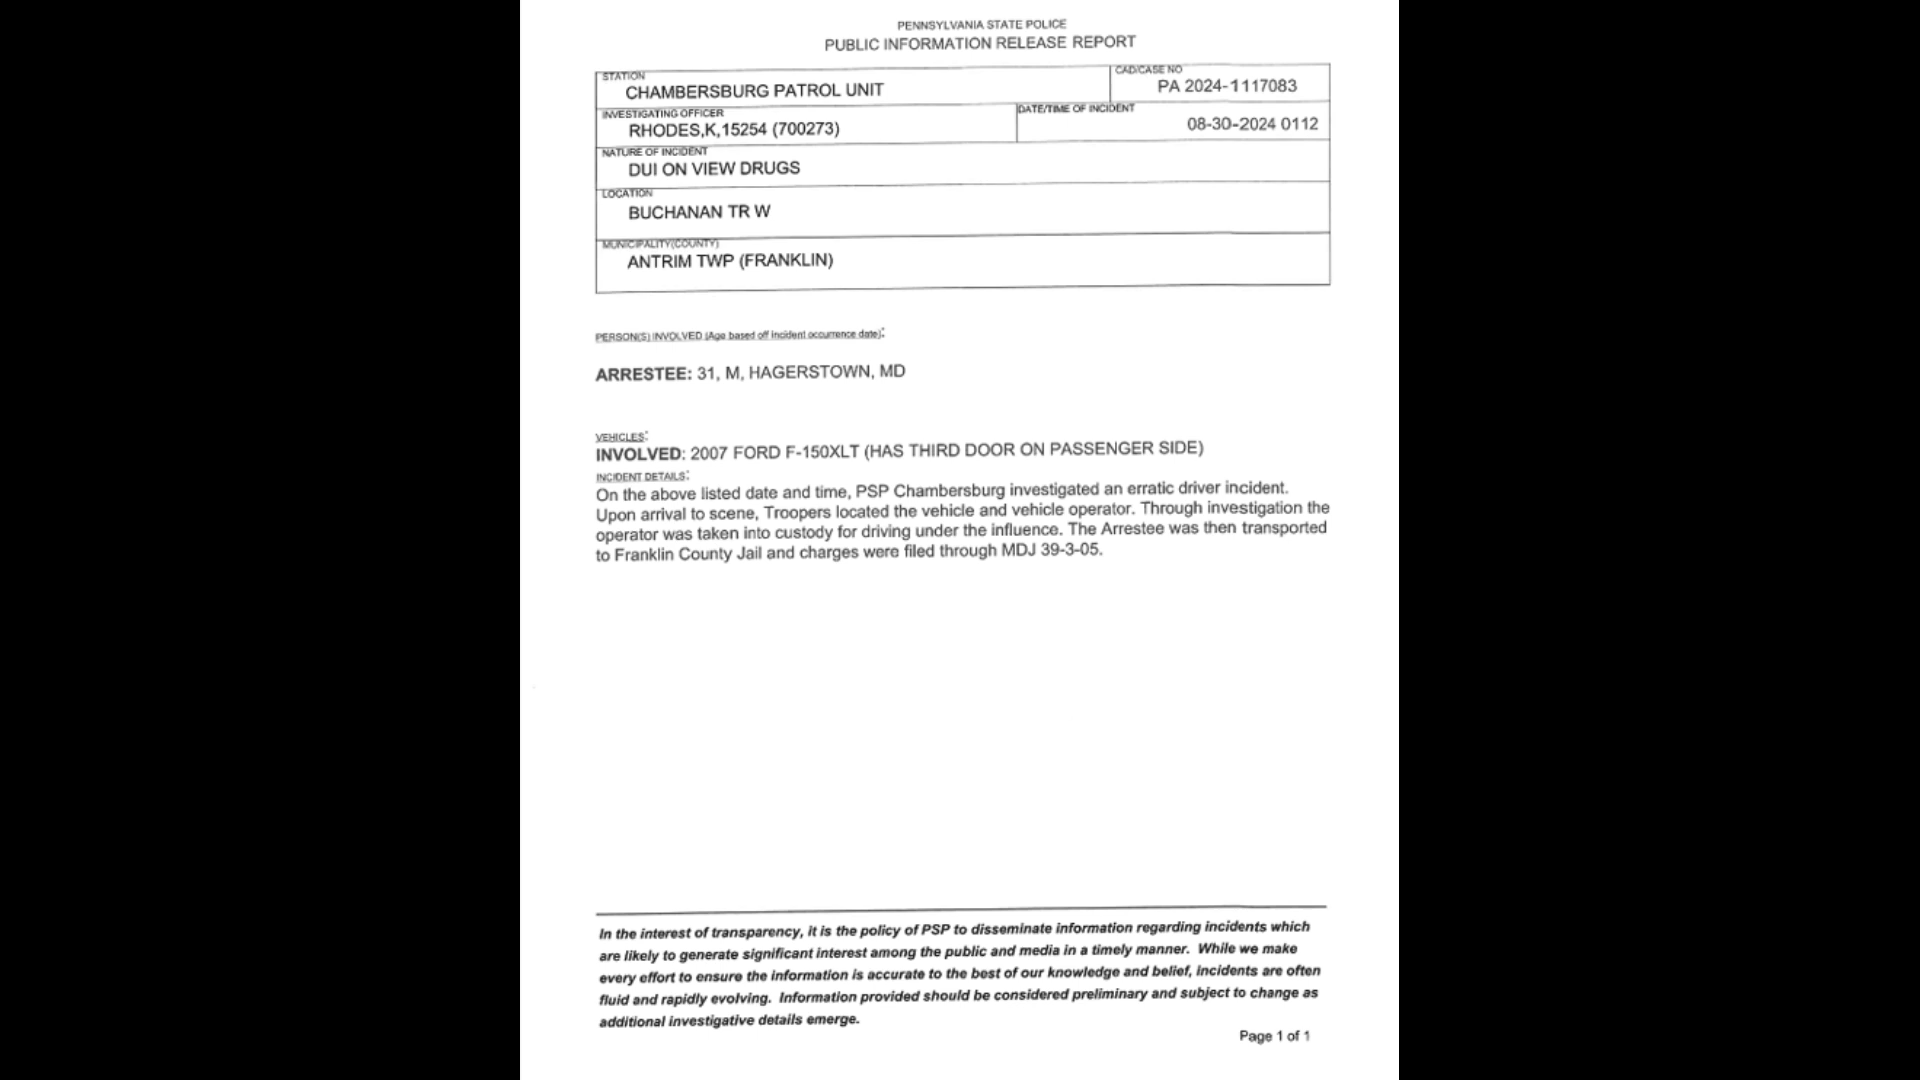 PENNSYLVANIA STATE POLICE
PUBLIC INFORMATION RELEASE REPORT
STATION
CHAMBERSBURG PATROL UNIT
CAD/CASE NO
PA 2024-1117083
INVESTIGATING OFFICER
RHODES,K,15254 (700273)
DATE/TIME OF INCIDENT
08-30-2024 0112
NATURE OF INCIDENT
DUI ON VIEW DRUGS
LOCATION
BUCHANAN TR W
MUNICIPALITY(COUNTY)
ANTRIM TWP (FRANKLIN)
PERSON(S) INVOLVED (Age based off incident occurrence date):
ARRESTEE: 31, M, HAGERSTOWN, MD
VEHICLES:
INVOLVED: 2007 FORD F-150XLT (HAS THIRD DOOR ON PASSENGER SIDE)
INCIDENT DETAILS:
On the above listed date and time, PSP Chambersburg investigated an erratic driver incident.
Upon arrival to scene, Troopers located the vehicle and vehicle operator. Through investigation the
operator was taken into custody for driving under the influence. The Arrestee was then transported
to Franklin County Jail and charges were filed through MDJ 39-3-05.
In the interest of transparency, it is the policy of PSP to disseminate information regarding incidents which
are likely to generate significant interest among the public and media in a timely manner. While we make
every effort to ensure the information is accurate to the best of our knowledge and belief, incidents are often
fluid and rapidly evolving. Information provided should be considered preliminary and subject to change as
additional investigative details emerge.
Page 1 of 1